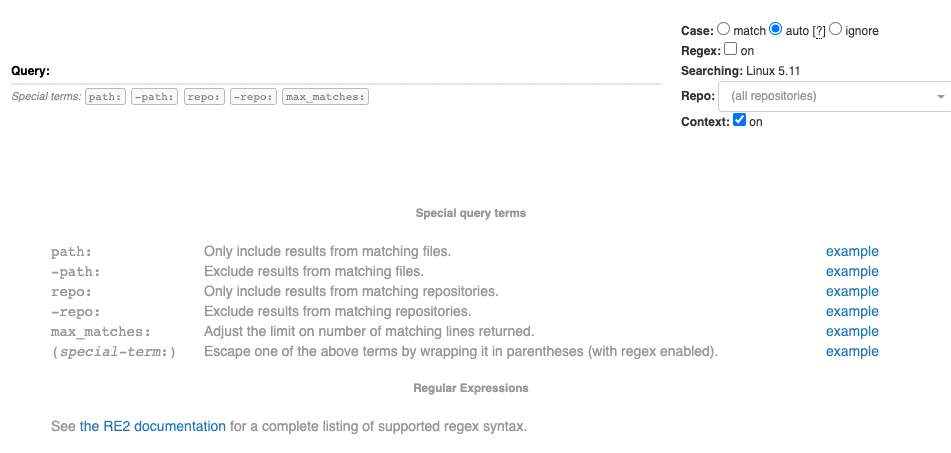 Case: match auto [?] ignore
Regex: on
Query:
Searching: Linux 5.11
Special terms: path: -path: repo: -repo: max_matches:
Repo: (all repositories)
Context: on
Special query terms
path: Only include results from matching files. example
-path: Exclude results from matching files. example
repo: Only include results from matching repositories. example
-repo: Exclude results from matching repositories. example
max_matches: Adjust the limit on number of matching lines returned. example
(special-term:) Escape one of the above terms by wrapping it in parentheses (with regex enabled). example
Regular Expressions
See the RE2 documentation for a complete listing of supported regex syntax.